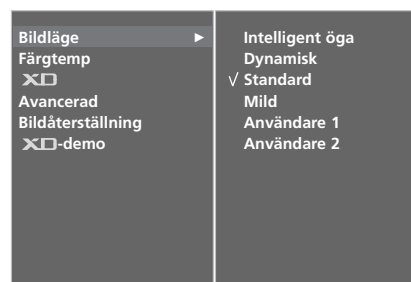 Bildläge ►
Färgtemp
XD
Avancerad
Bildåterställning
XD-demo
Intelligent öga
Dynamisk
√ Standard
Mild
Användare 1
Användare 2